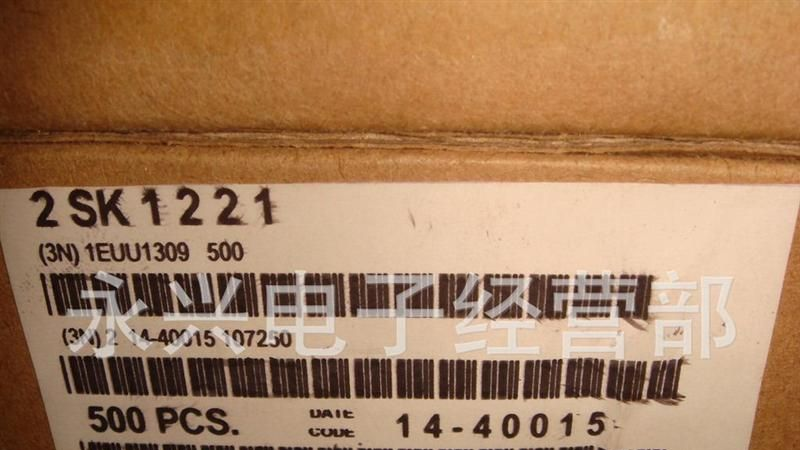 2SK1221
(3N) 1EUU1309 500
永兴电子经营部
(3N) 2 14-40015 107250
500 PCS. DATE CODE 14-40015